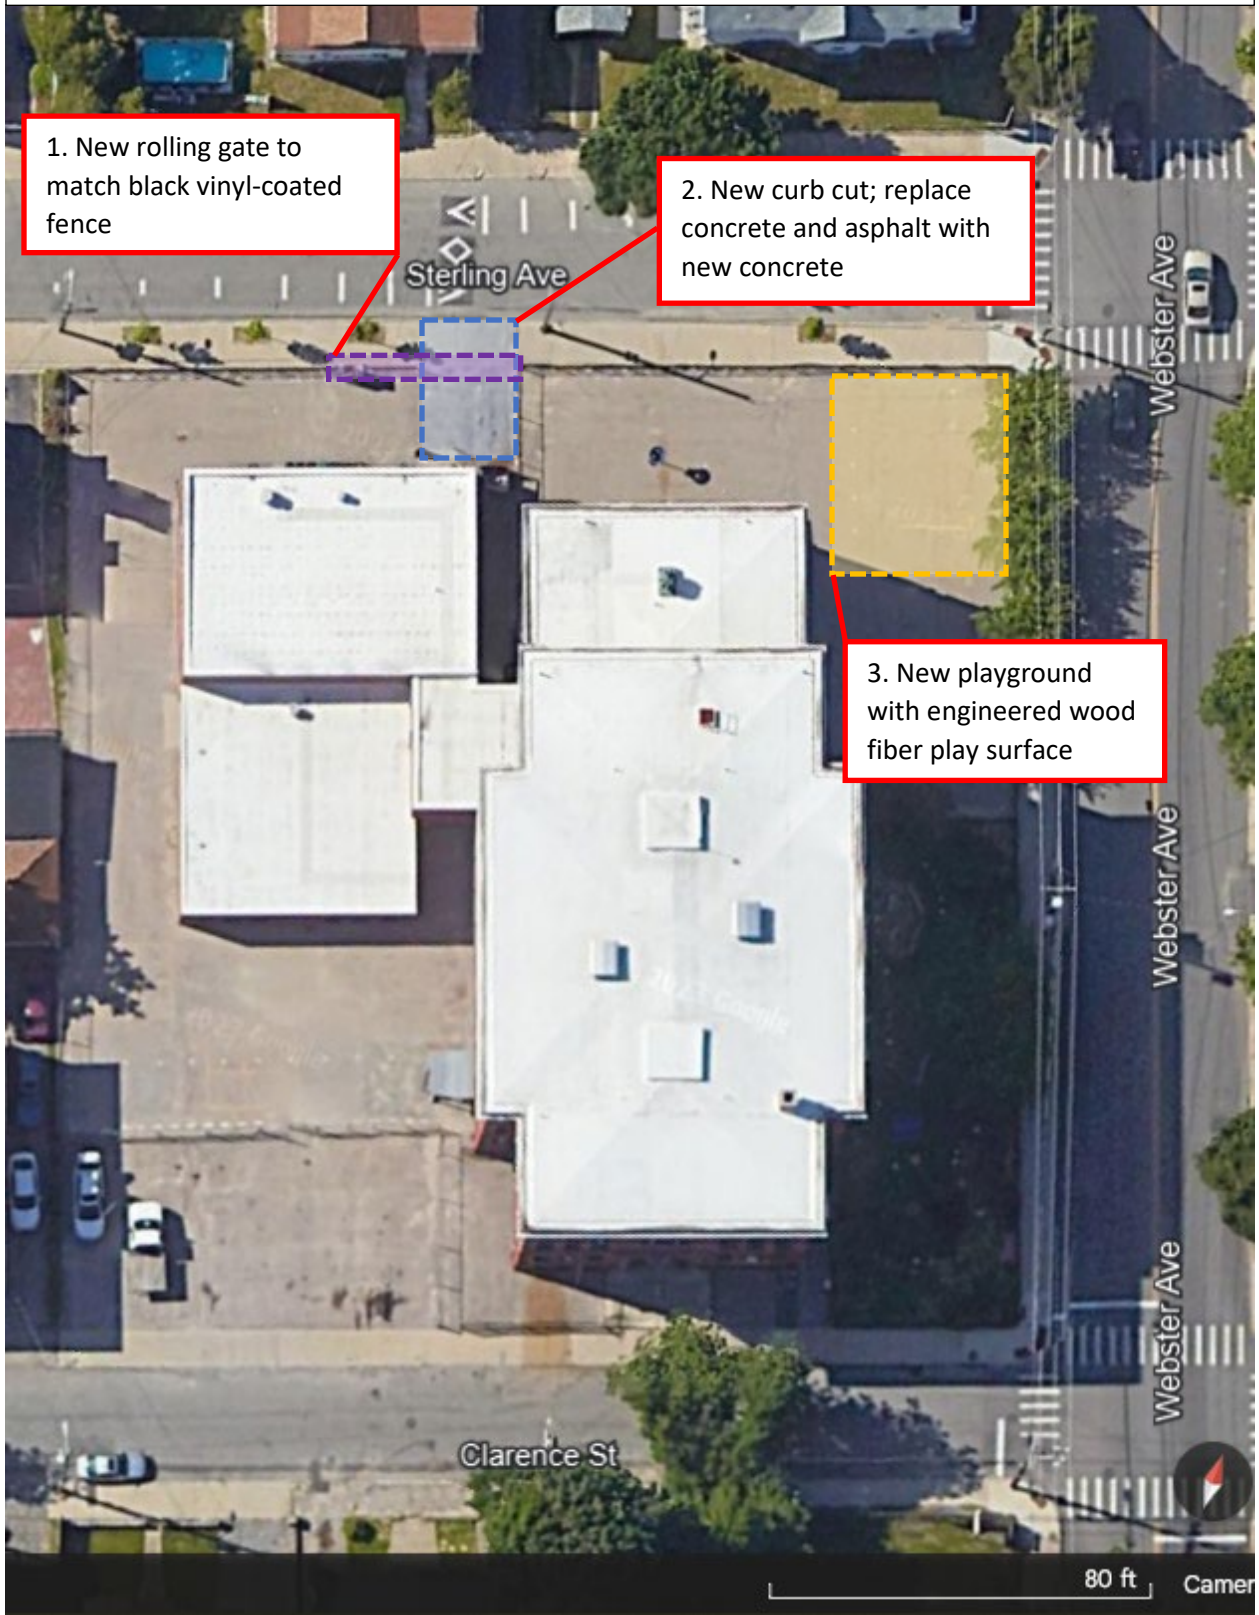 1. New rolling gate to
match black vinyl-coated
fence
2. New curb cut; replace
concrete and asphalt with
new concrete
Sterling Ave
Webster Ave
3. New playground
with engineered wood
fiber play surface
Webster Ave
Webster Ave
Clarence St
80 ft
Camer